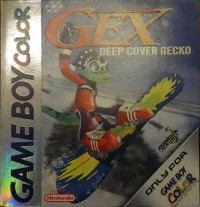 GAME BOY COLOR
GEX
DEEP COVER GECKO
Nintendo
ONLY FOR
GAME BOY
COLOR